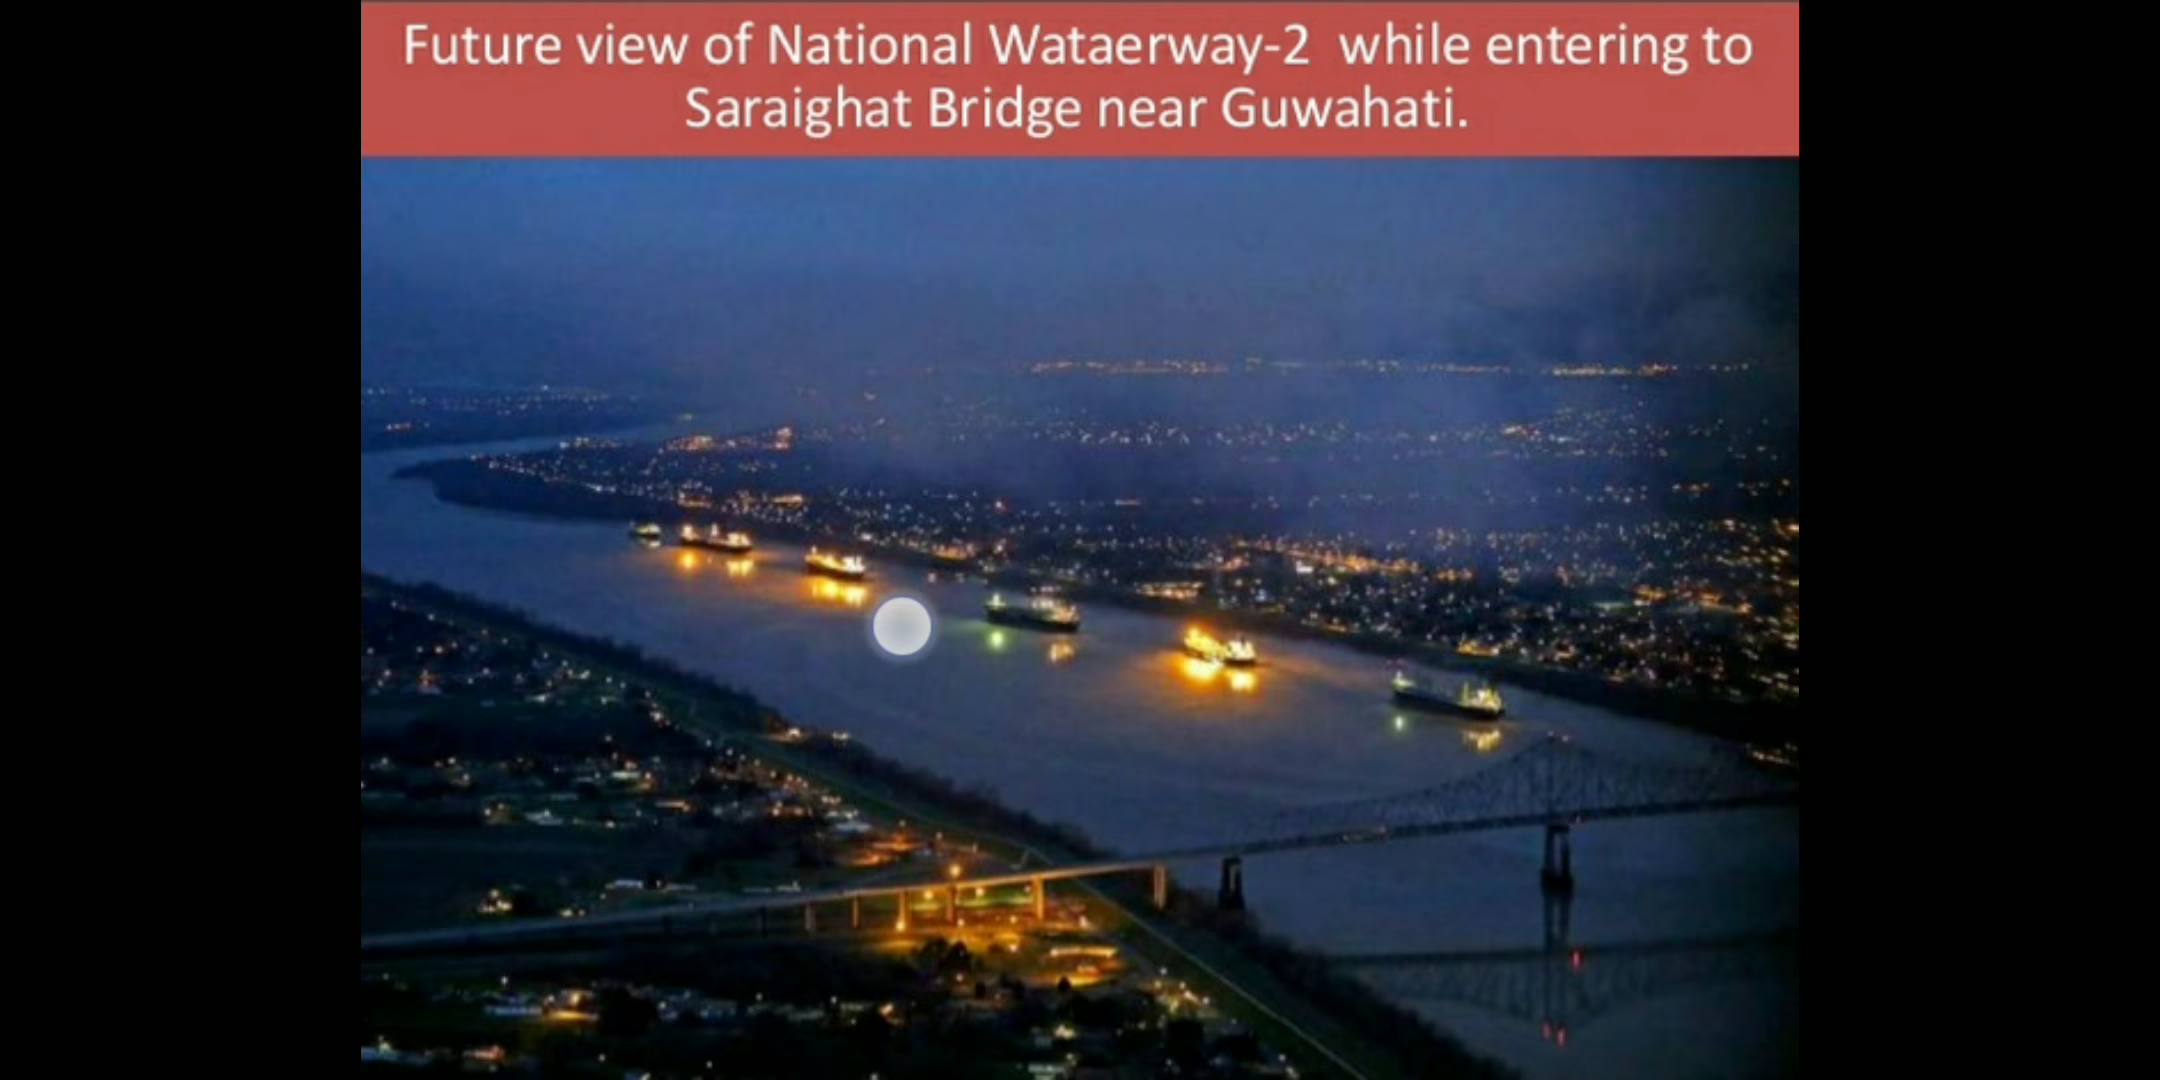 Future view of National Wataerway-2 while entering to
Saraighat Bridge near Guwahati.